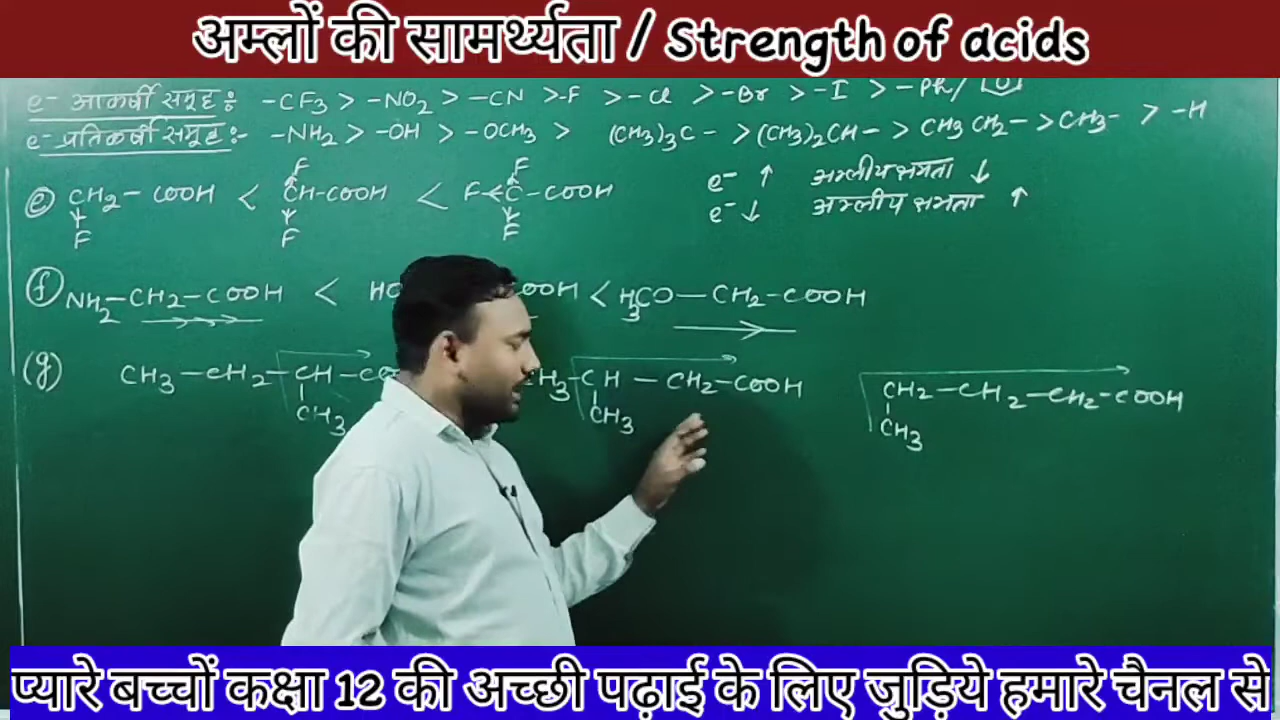 अम्लों की सामर्थ्यता / Strength of acids
e- आकर्षी समूह :- -CF3 > -NO2 > -CN > -F > -Cl > -Br > -I > -Ph/
e- प्रतिकर्षी समूह:- -NH2 > -OH > -OCH3 > (CH3)3C- > (CH3)2CH- > CH3CH2- > CH3- > -H
e- ↑ अम्लीय क्षमता ↓
e- ↓ अम्लीय क्षमता ↑
F F
(e) CH2-COOH < CH-COOH < F-C-COOH
F F F
(f) NH2-CH2-COOH < HO OOH < H3CO-CH2-COOH
(g) CH3-CH2-CH-CO H3-CH-CH2-COOH CH2-CH2-CH2-COOH
CH3 CH3 CH3
प्यारे बच्चों कक्षा 12 की अच्छी पढ़ाई के लिए जुड़िये हमारे चैनल से